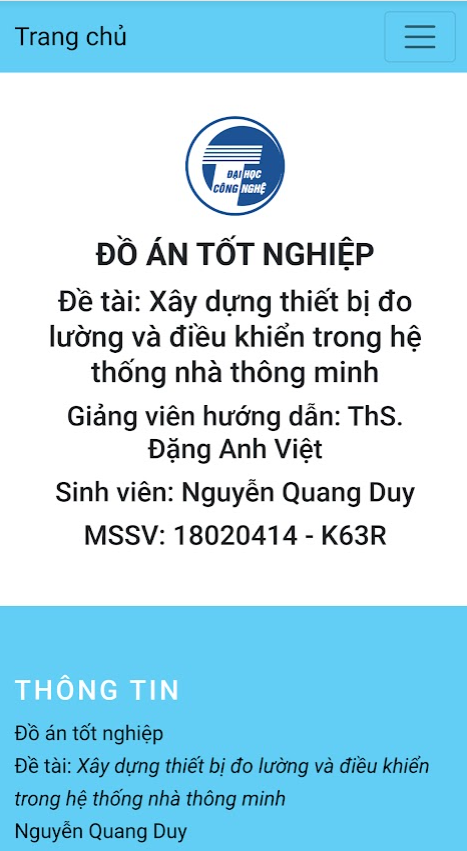 Trang chủ
ĐẠI HỌC
CÔNG NGHỆ
ĐỒ ÁN TỐT NGHIỆP
Đề tài: Xây dựng thiết bị đo
lường và điều khiển trong hệ
thống nhà thông minh
Giảng viên hướng dẫn: ThS.
Đặng Anh Việt
Sinh viên: Nguyễn Quang Duy
MSSV: 18020414 - K63R
THÔNG TIN
Đồ án tốt nghiệp
Đề tài: Xây dựng thiết bị đo lường và điều khiển
trong hệ thống nhà thông minh
Nguyễn Quang Duy